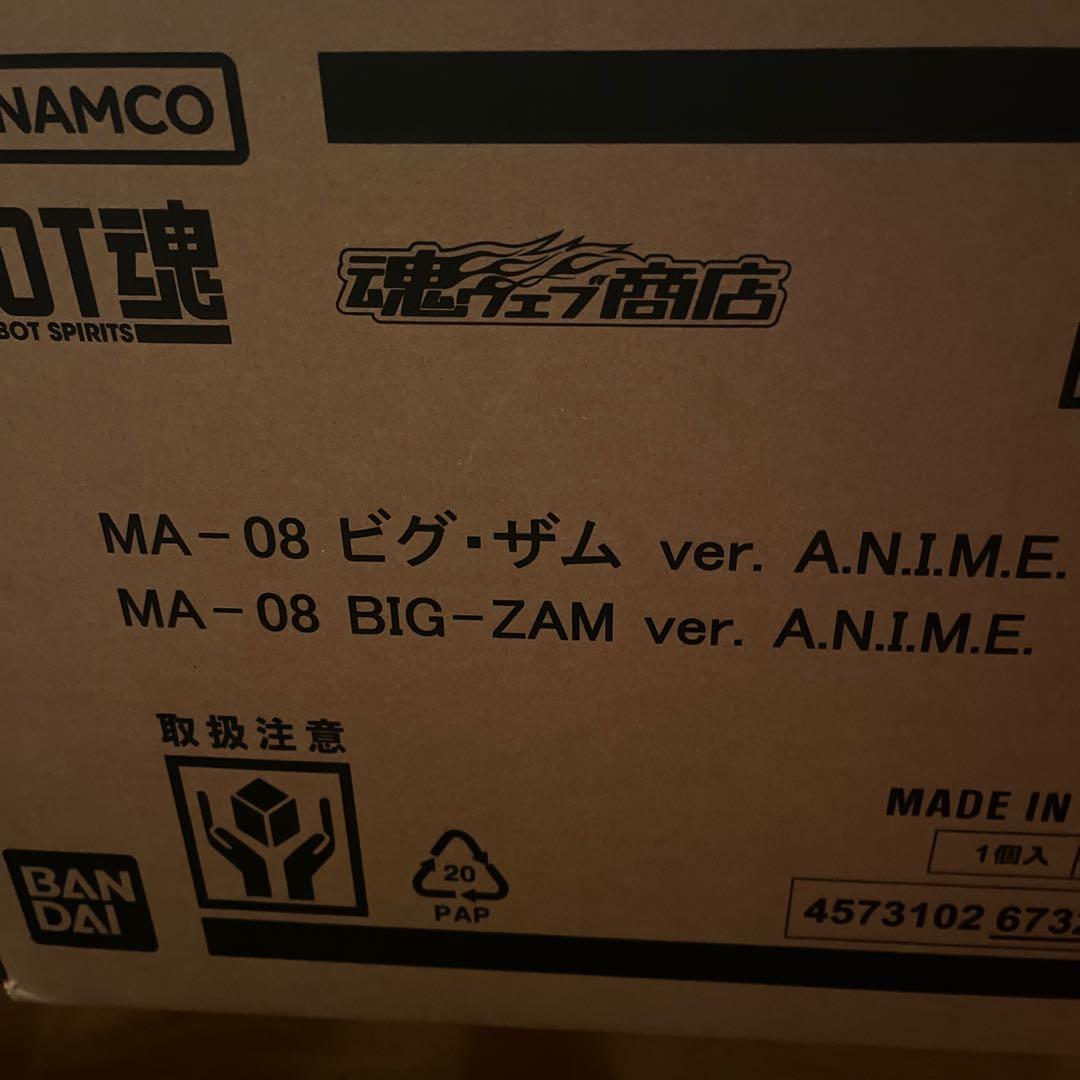 NAMCO
OT魂
BOT SPIRITS
魂ウェブ商店
MA-08 ビグ・ザム ver. A.N.I.M.E.
MA-08 BIG-ZAM ver. A.N.I.M.E.
取扱注意
MADE IN
1個入
20
PAP
BAN
DAI
4573102 673